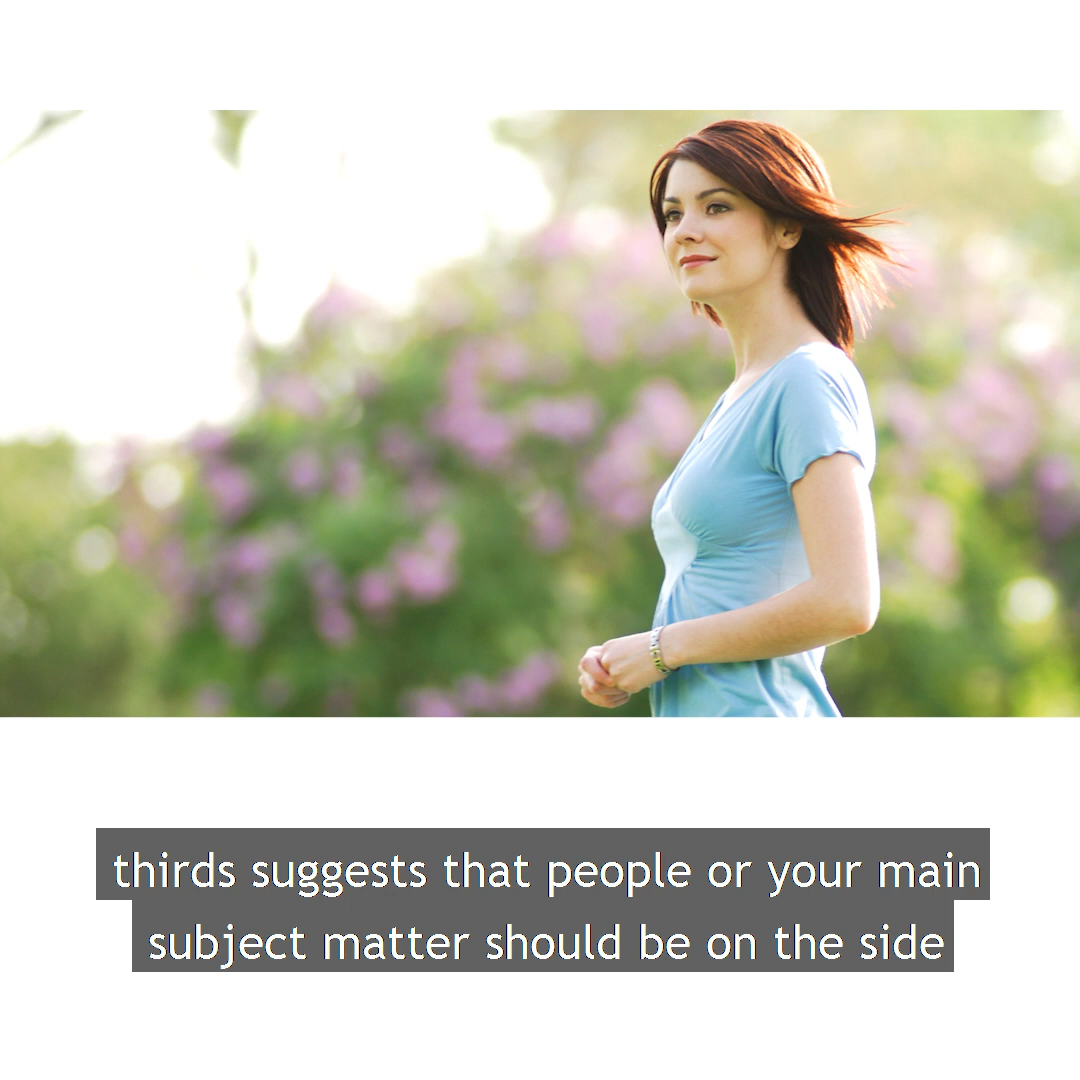 thirds suggests that people or your main
subject matter should be on the side